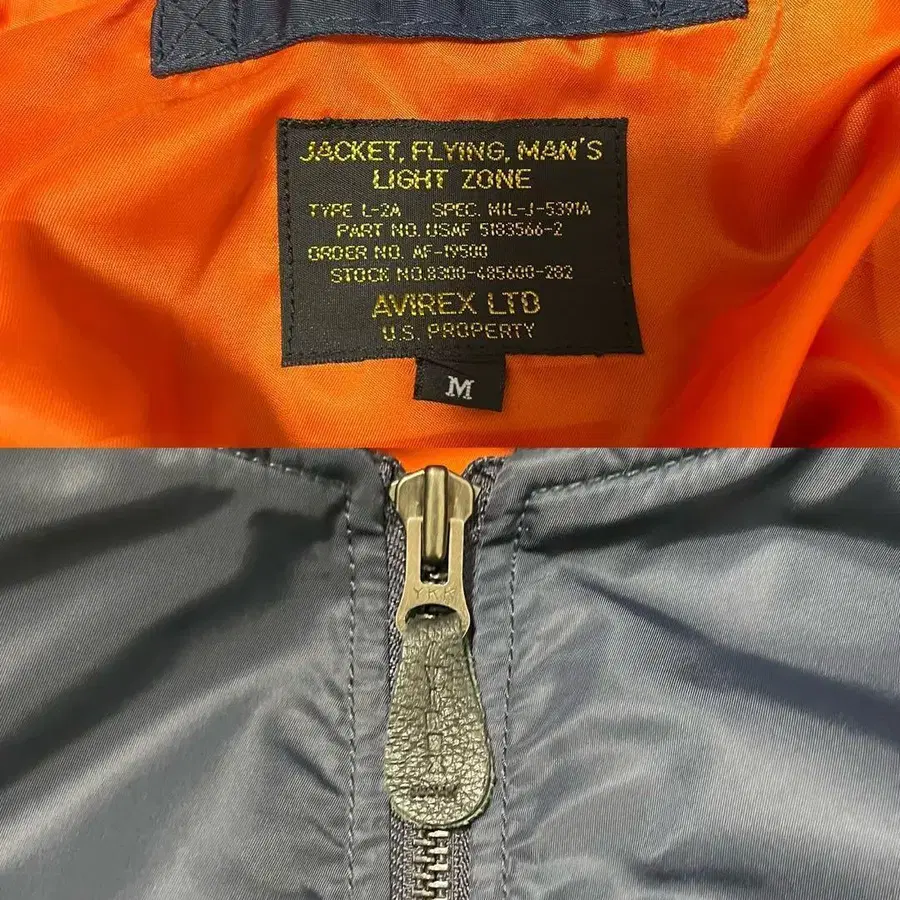 JACKET, FLYING, MAN'S
LIGHT ZONE
TYPE L-2A SPEC. MIL-J-5391A
PART NO. USAF 5183566-2
ORDER NO. AF-19500
STOCK NO.8300-485600-282
AVIREX LTD
U.S. PROPERTY
M
YKK